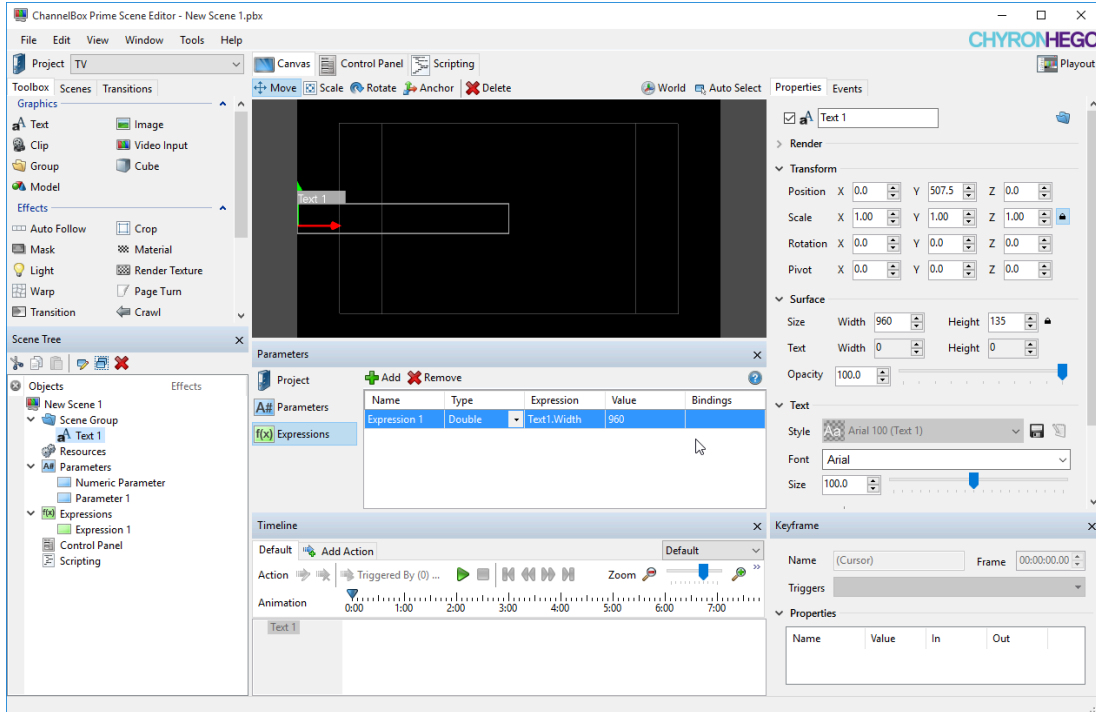 ChannelBox Prime Scene Editor - New Scene 1.pbx
File Edit View Window Tools Help
CHYRONHEGO
Project TV
Canvas Control Panel Scripting
Playout
Toolbox Scenes Transitions
Move Scale Rotate Anchor Delete World Auto Select
Properties Events
Graphics
Text Image
Clip Video Input
Group Cube
Model
Effects
Auto Follow Crop
Mask Material
Light Render Texture
Warp Page Turn
Transition Crawl
Text 1
Text 1
Render
Transform
Position X 0.0 Y 507.5 Z 0.0
Scale X 1.00 Y 1.00 Z 1.00
Rotation X 0.0 Y 0.0 Z 0.0
Pivot X 0.0 Y 0.0 Z 0.0
Surface
Size Width 960 Height 135
Text Width 0 Height 0
Opacity 100.0
Text
Style Aa Arial 100 (Text 1)
Font Arial
Size 100.0
Scene Tree
Objects Effects
New Scene 1
Scene Group
Text 1
Resources
Parameters
Numeric Parameter
Parameter 1
Expressions
Expression 1
Control Panel
Scripting
Parameters
Project
Add Remove
A# Parameters
f(x) Expressions
Name Type Expression Value Bindings
Expression 1 Double Text1.Width 960
Timeline
Default Add Action Default
Action Triggered By (0) ... Zoom
Animation 0:00 1:00 2:00 3:00 4:00 5:00 6:00 7:00
Text 1
Keyframe
Name (Cursor) Frame 00:00:00.00
Triggers
Properties
Name Value In Out